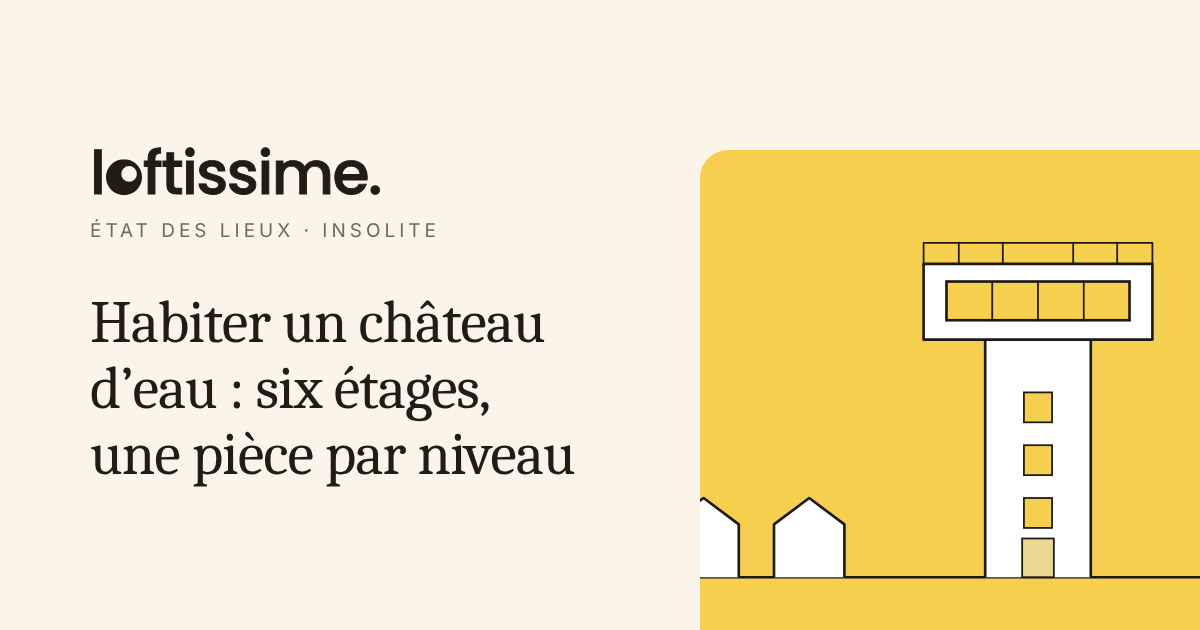 loftissime.
ÉTAT DES LIEUX · INSOLITE
Habiter un château
d’eau : six étages,
une pièce par niveau